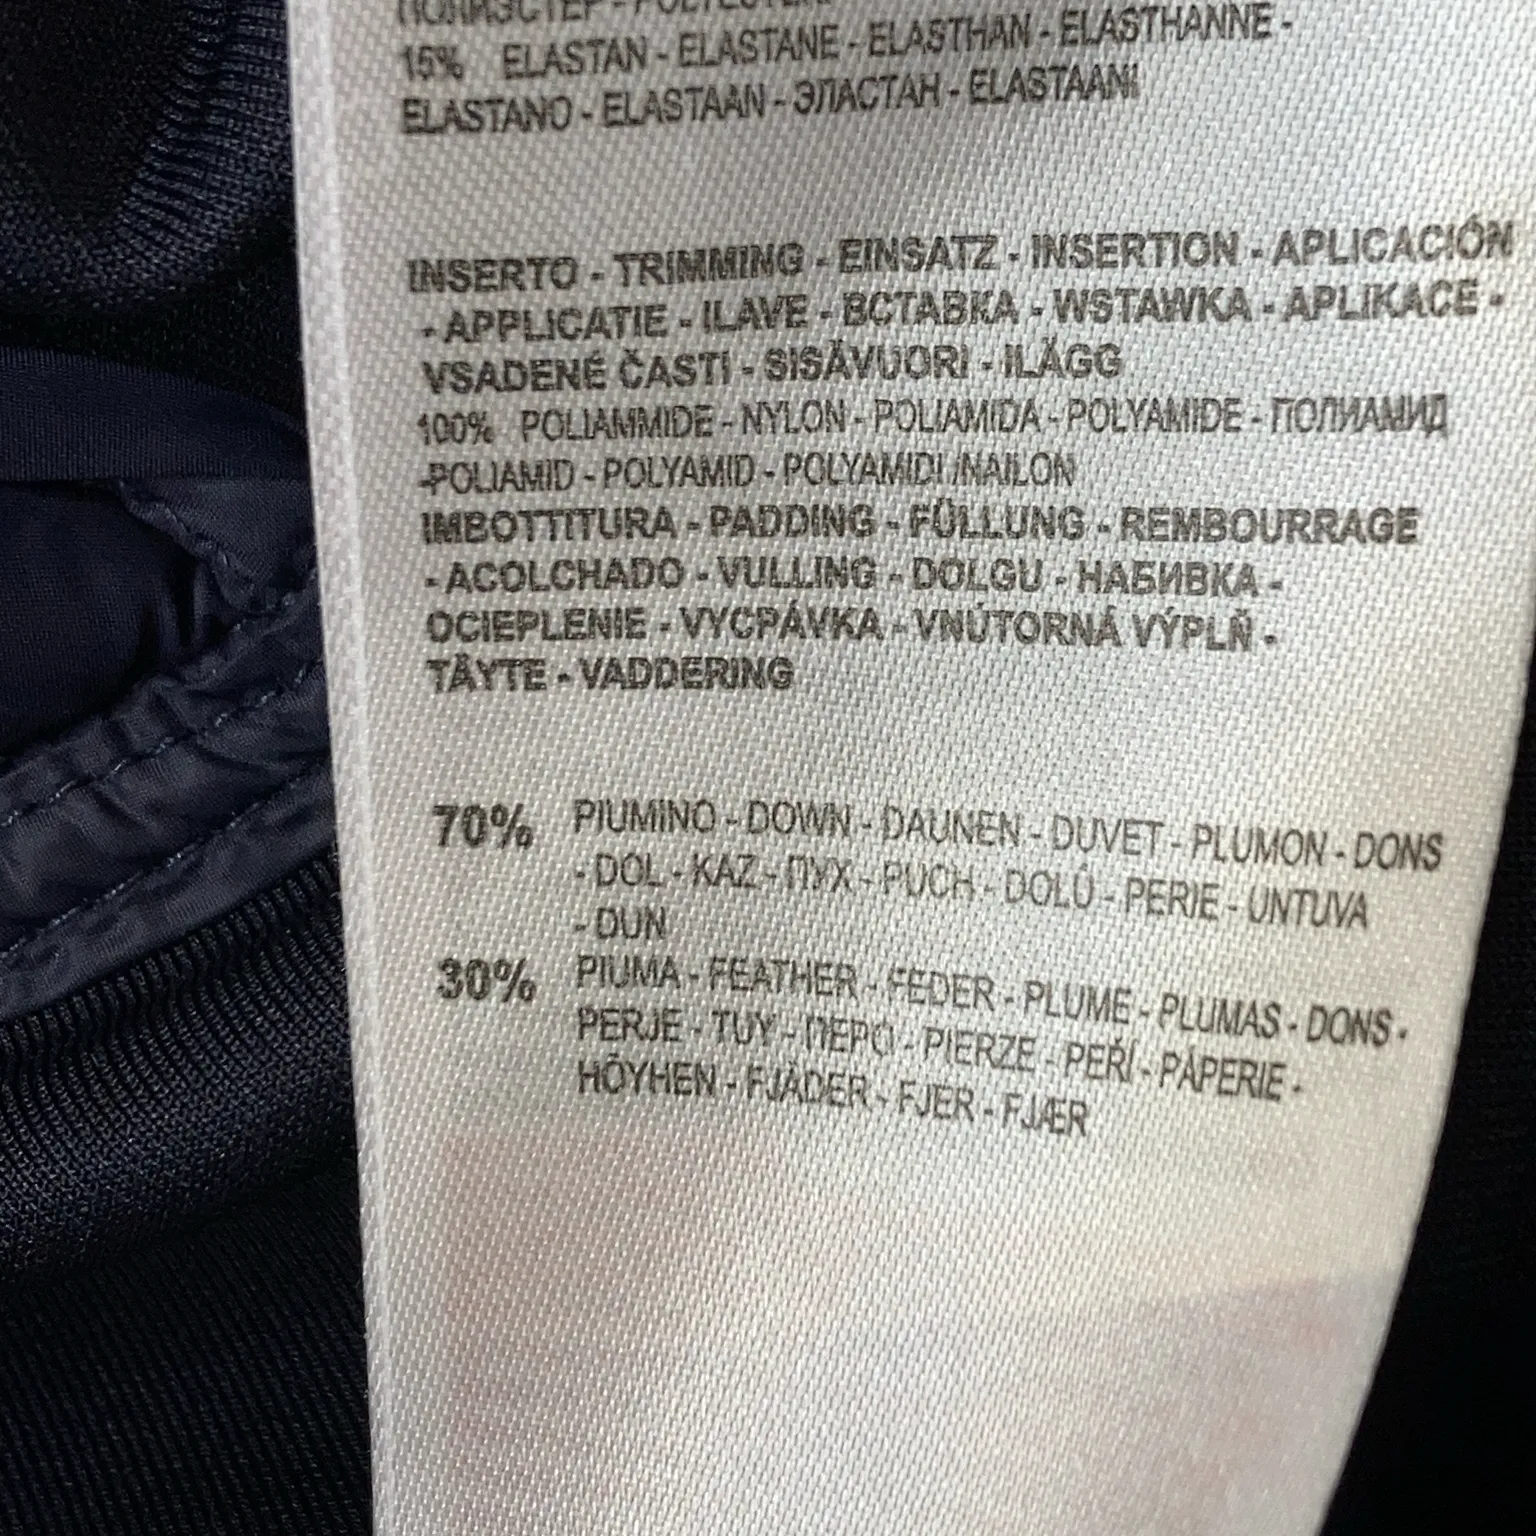 ПОЛИЭСТЕР - POLYESTERI
15% ELASTAN - ELASTANE - ELASTHAN - ELASTHANNE -
ELASTANO - ELASTAAN - ЭЛАСТАН - ELASTAANI
INSERTO - TRIMMING - EINSATZ - INSERTION - APLICACIÓN
- APPLICATIE - ILAVE - ВСТАВКА - WSTAWKA - APLIKACE -
VSADENÉ ČASTI - SISÄVUORI - ILÄGG
100% POLIAMMIDE - NYLON - POLIAMIDA - POLYAMIDE - ПОЛИАМИД
-POLIAMID - POLYAMID - POLYAMIDI /NAILON
IMBOTTITURA - PADDING - FÜLLUNG - REMBOURRAGE
- ACOLCHADO - VULLING - DOLGU - НАБИВКА -
OCIEPLENIE - VYCPÁVKA - VNÚTORNÁ VÝPLŇ -
TÄYTE - VADDERING
70% PIUMINO - DOWN - DAUNEN - DUVET - PLUMON - DONS
- DOL - KAZ - ПУХ - PUCH - DOLŮ - PERIE - UNTUVA
- DUN
30% PIUMA - FEATHER - FEDER - PLUME - PLUMAS - DONS -
PERJE - TUY - ПЕРО - PIERZE - PEŘÍ - PÁPERIE -
HÖYHEN - FJÄDER - FJER - FJÆR